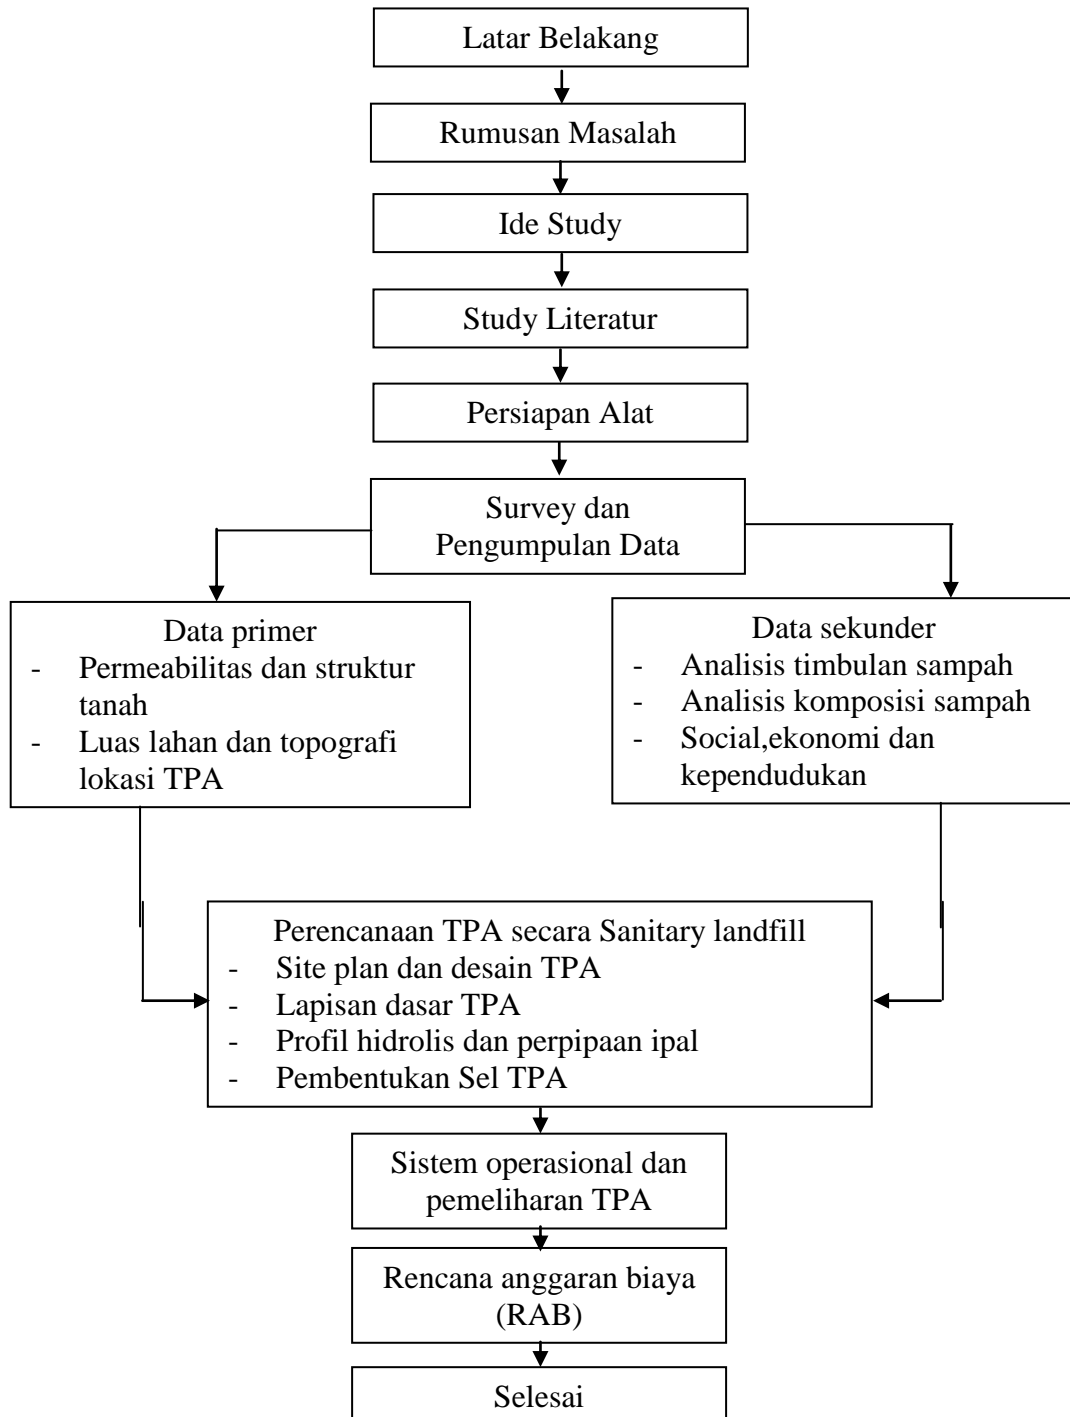 Latar Belakang
Rumusan Masalah
Ide Study
Study Literatur
Persiapan Alat
Survey dan
Pengumpulan Data
Data primer
- Permeabilitas dan struktur
tanah
- Luas lahan dan topografi
lokasi TPA
Data sekunder
- Analisis timbulan sampah
- Analisis komposisi sampah
- Social,ekonomi dan
kependudukan
Perencanaan TPA secara Sanitary landfill
- Site plan dan desain TPA
- Lapisan dasar TPA
- Profil hidrolis dan perpipaan ipal
- Pembentukan Sel TPA
Sistem operasional dan
pemeliharan TPA
Rencana anggaran biaya
(RAB)
Selesai